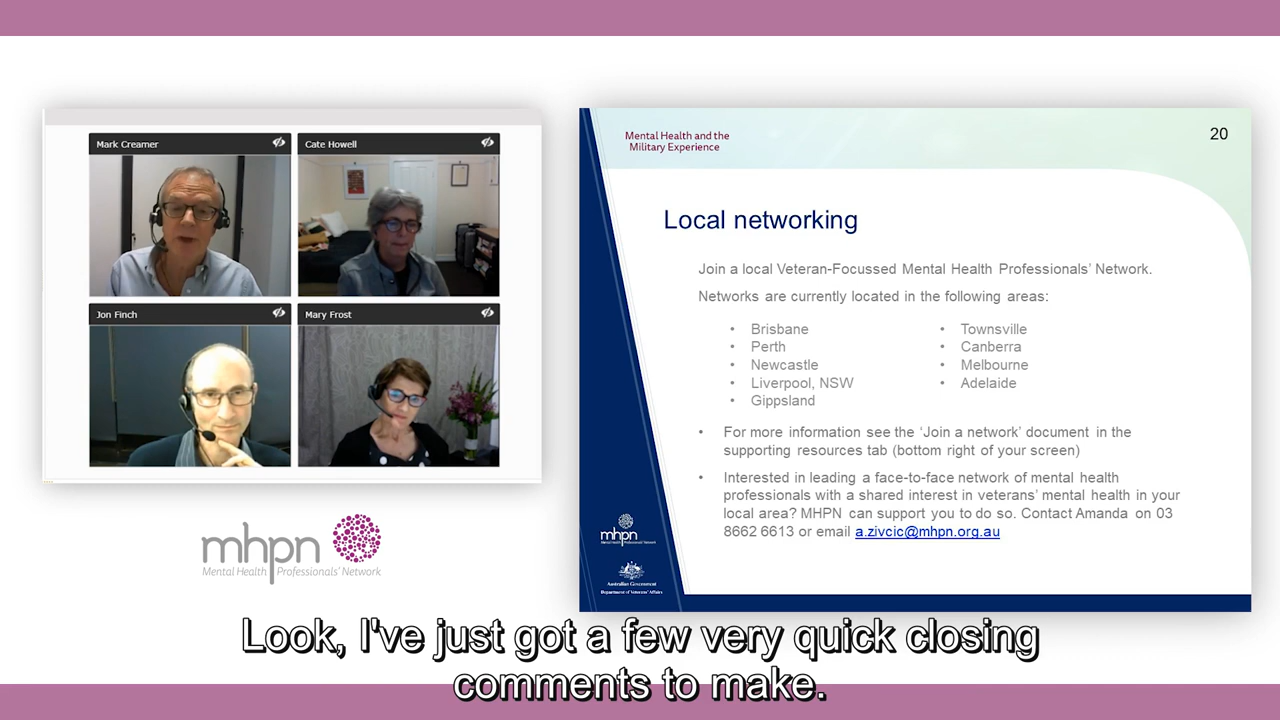 Mark Creamer
Cate Howell
Jon Finch
Mary Frost
mhpn
Mental Health Professionals' Network
Mental Health and the
Military Experience
20
Local networking
Join a local Veteran-Focussed Mental Health Professionals' Network.
Networks are currently located in the following areas:
• Brisbane
• Perth
• Newcastle
• Liverpool, NSW
• Gippsland
• Townsville
• Canberra
• Melbourne
• Adelaide
• For more information see the 'Join a network' document in the
supporting resources tab (bottom right of your screen)
• Interested in leading a face-to-face network of mental health
professionals with a shared interest in veterans' mental health in your
local area? MHPN can support you to do so. Contact Amanda on 03
8662 6613 or email a.zivcic@mhpn.org.au
mhpn
Mental Health Professionals' Network
Australian Government
Department of Veterans' Affairs
Look, I've just got a few very quick closing
comments to make.